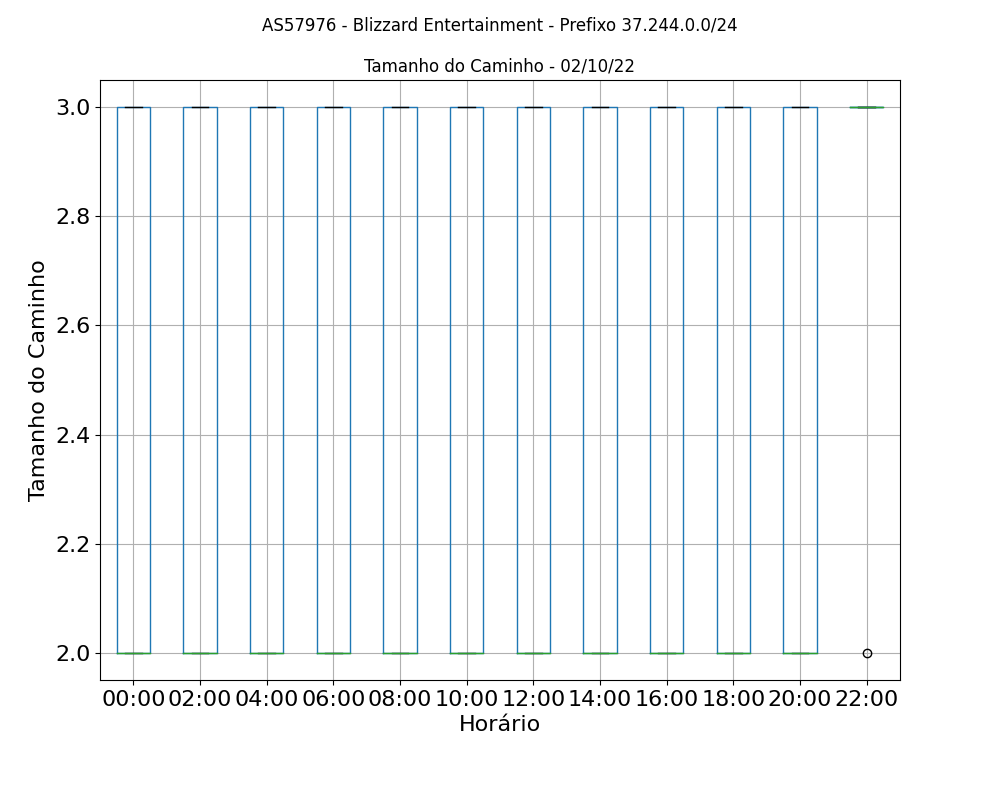 AS57976 - Blizzard Entertainment - Prefixo 37.244.0.0/24
Tamanho do Caminho - 02/10/22
3.0
2.8
2.6
2.4
2.2
2.0
Tamanho do Caminho
00:00 02:00 04:00 06:00 08:00 10:00 12:00 14:00 16:00 18:00 20:00 22:00
Horário